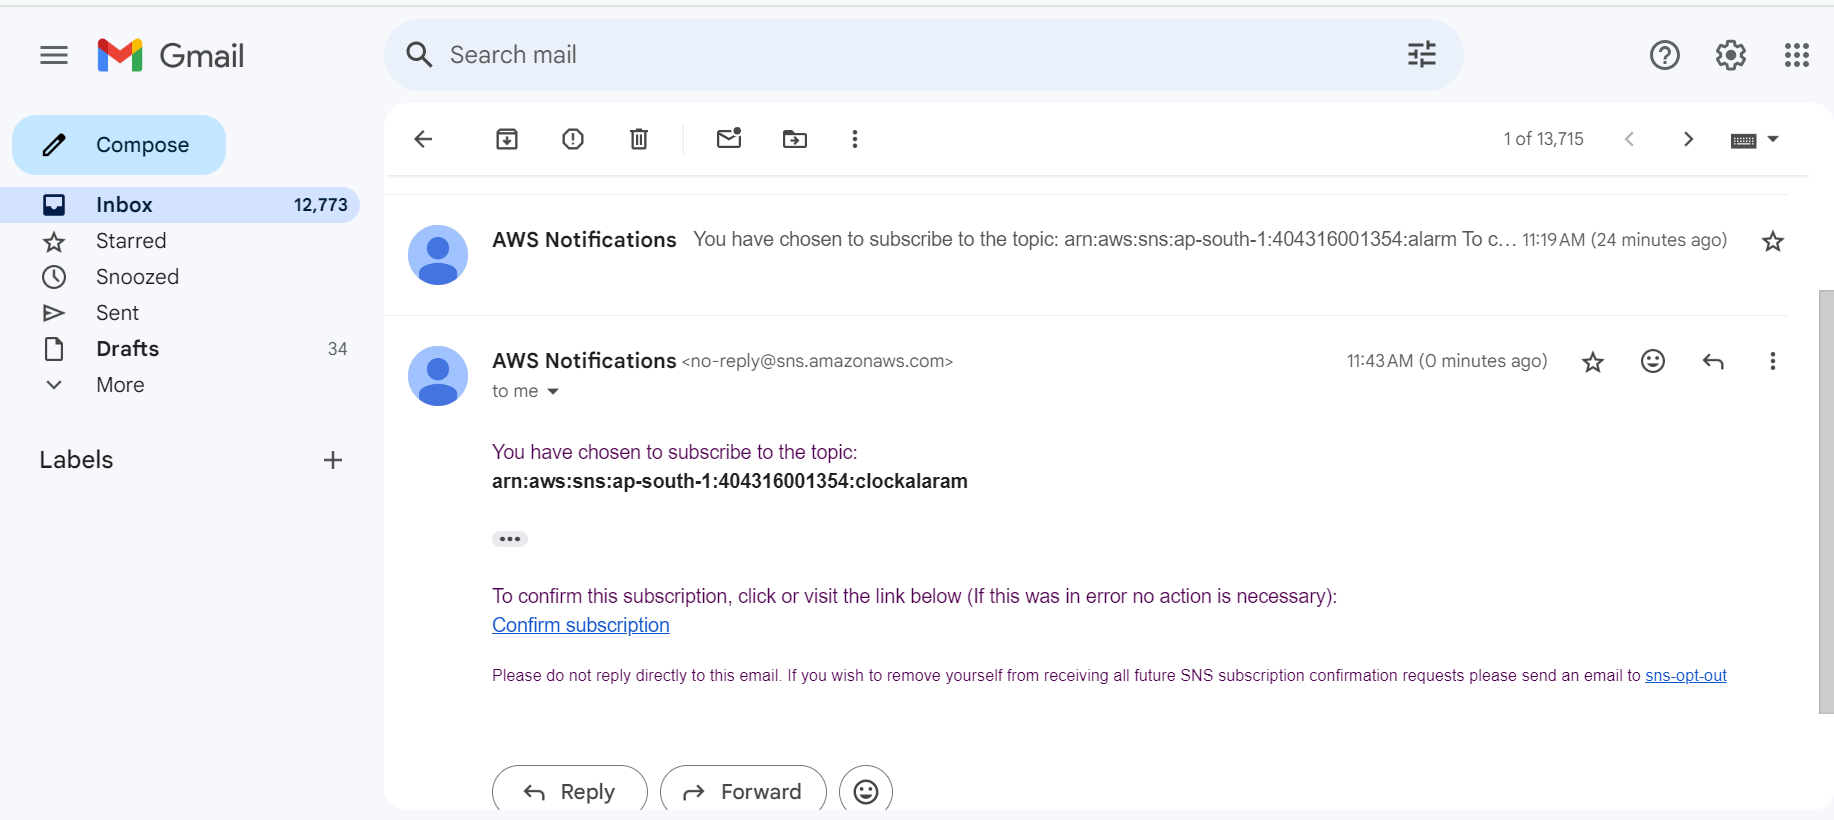 Gmail
Search mail
Compose
1 of 13,715
Inbox 12,773
Starred
Snoozed
Sent
Drafts 34
More
Labels
AWS Notifications You have chosen to subscribe to the topic: arn:aws:sns:ap-south-1:404316001354:alarm To c... 11:19 AM (24 minutes ago)
AWS Notifications <no-reply@sns.amazonaws.com> 11:43 AM (0 minutes ago)
to me
You have chosen to subscribe to the topic:
arn:aws:sns:ap-south-1:404316001354:clockalaram
To confirm this subscription, click or visit the link below (If this was in error no action is necessary):
Confirm subscription
Please do not reply directly to this email. If you wish to remove yourself from receiving all future SNS subscription confirmation requests please send an email to sns-opt-out
Reply Forward